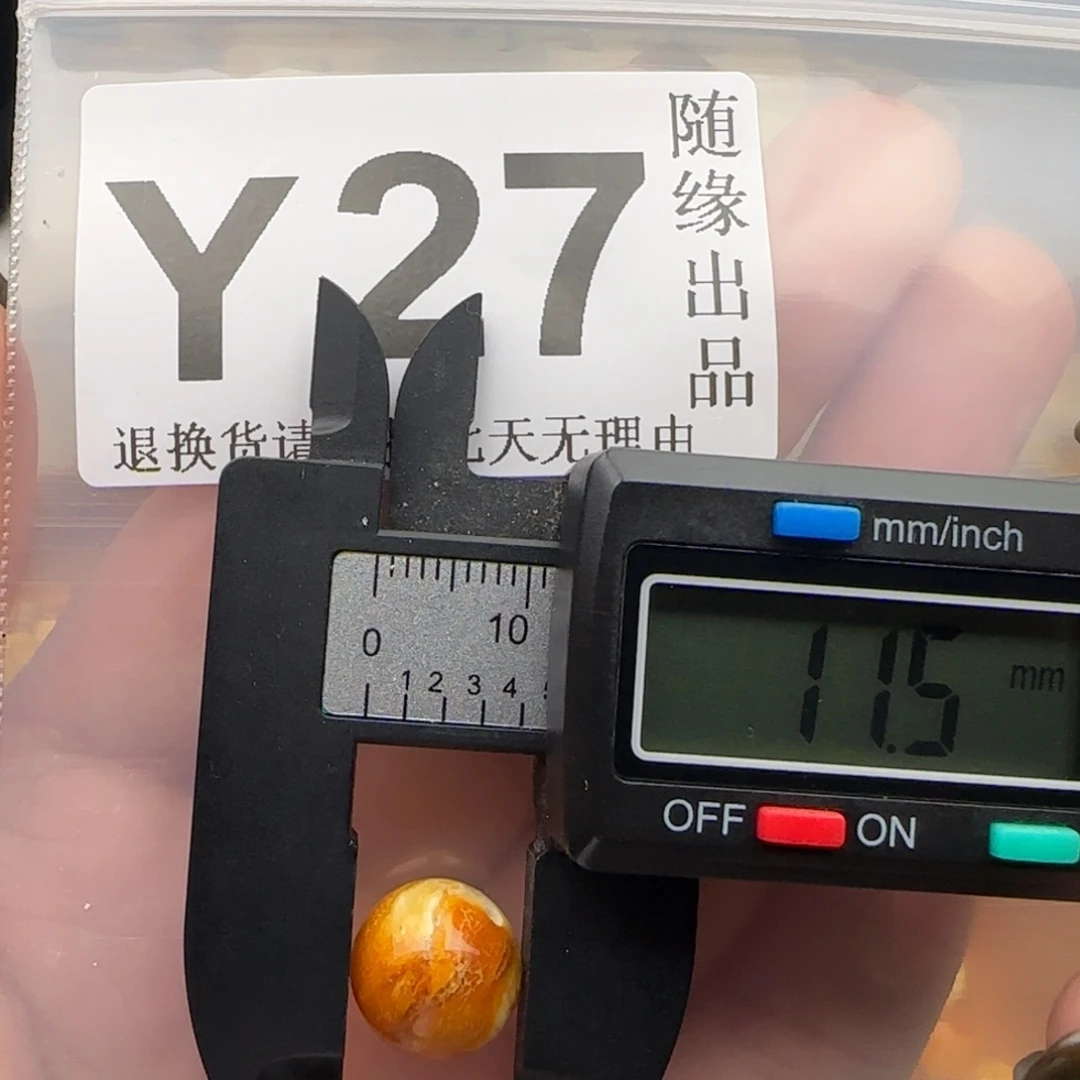 Y27
随缘出品
退换货请 七天无理由
mm/inch
0 10
1 2 3 4
11.5 mm
OFF ON